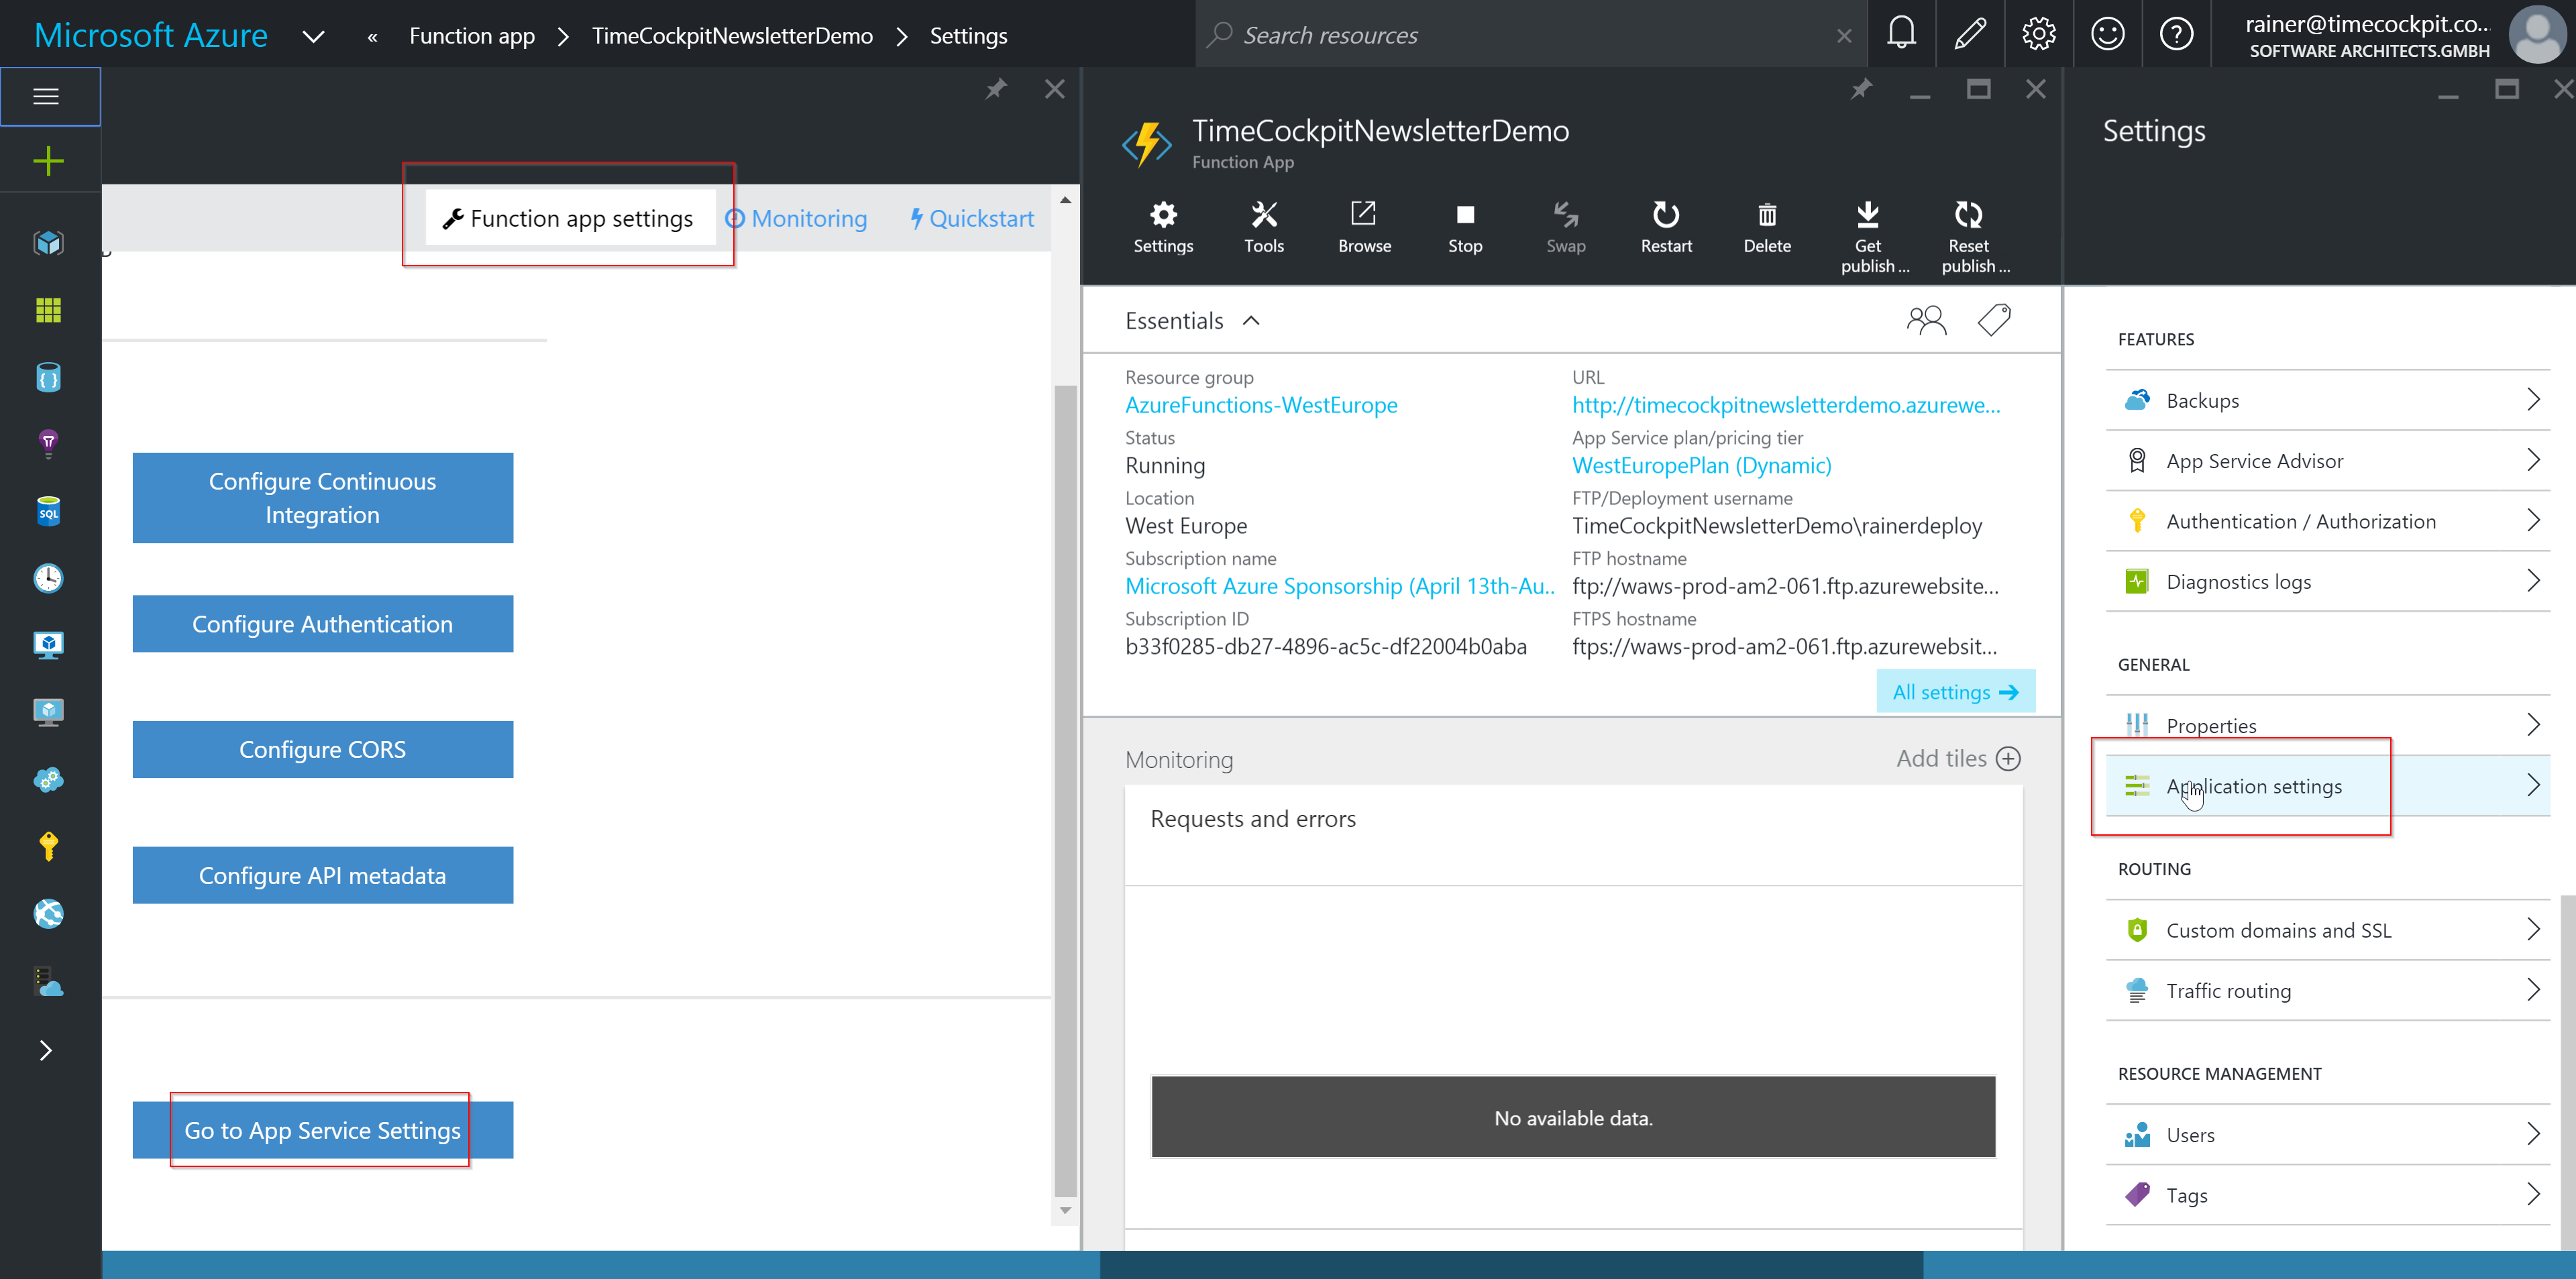 Microsoft Azure
« Function app > TimeCockpitNewsletterDemo > Settings
Search resources
rainer@timecockpit.co...
SOFTWARE ARCHITECTS.GMBH
Function app settings
Monitoring
Quickstart
Configure Continuous
Integration
Configure Authentication
Configure CORS
Configure API metadata
Go to App Service Settings
TimeCockpitNewsletterDemo
Function App
Settings
Tools
Browse
Stop
Swap
Restart
Delete
Get
publish ...
Reset
publish ...
Essentials
Resource group
AzureFunctions-WestEurope
Status
Running
Location
West Europe
Subscription name
Microsoft Azure Sponsorship (April 13th-Au..
Subscription ID
b33f0285-db27-4896-ac5c-df22004b0aba
URL
http://timecockpitnewsletterdemo.azurewe...
App Service plan/pricing tier
WestEuropePlan (Dynamic)
FTP/Deployment username
TimeCockpitNewsletterDemo\rainerdeploy
FTP hostname
ftp://waws-prod-am2-061.ftp.azurewebsite...
FTPS hostname
ftps://waws-prod-am2-061.ftp.azurewebsit...
All settings
Monitoring
Add tiles
Requests and errors
No available data.
Settings
FEATURES
Backups
App Service Advisor
Authentication / Authorization
Diagnostics logs
GENERAL
Properties
Application settings
ROUTING
Custom domains and SSL
Traffic routing
RESOURCE MANAGEMENT
Users
Tags
SQL